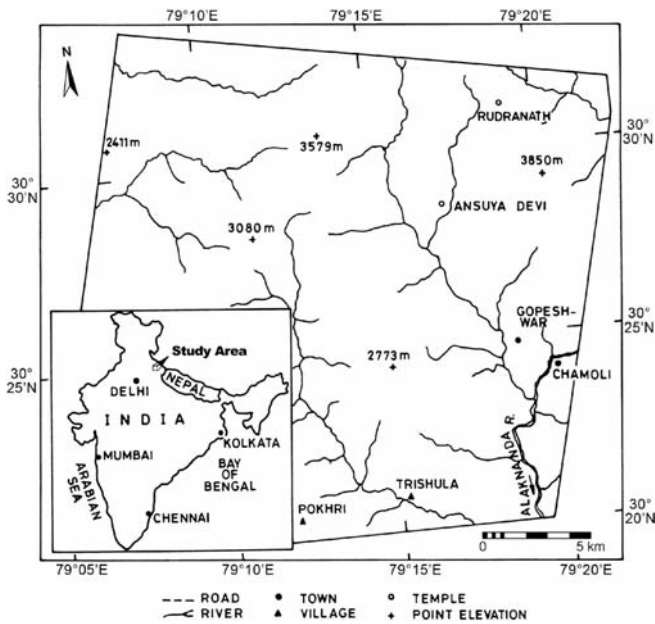 79°10'
79°15'
79°20'
N
RUDRANATH
2411m
3579m
30°
30'
3850m
30°
30'N
ANSUYA DEVI
3080m
GOPESH-
WAR
30°
25'
Study Area
2773m
CHAMOLI
30°
25'N
DELHI
NEPAL
INDIA
KOLKATA
MUMBAI
BAY
OF
BENGAL
ARABIAN
SEA
CHENNAI
ALAKNANDA R.
TRISHULA
POKHRI
30°
20'N
5 km
79°05'E
79°10'
79°15'
79°20'E
ROAD TOWN TEMPLE
RIVER VILLAGE POINT ELEVATION